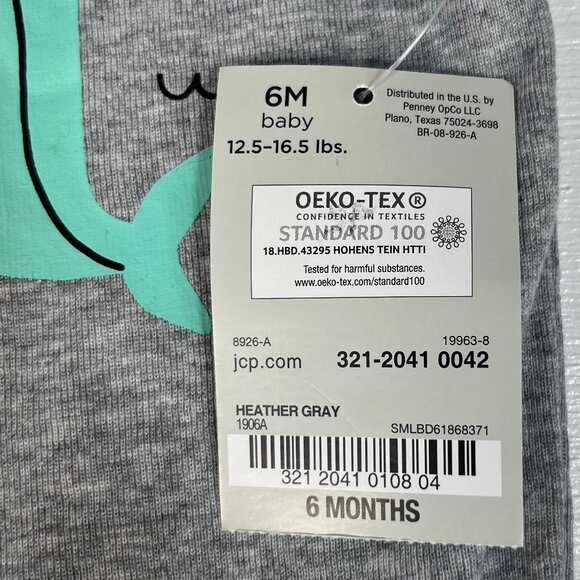 6M
baby
12.5-16.5 lbs.
Distributed in the U.S. by
Penney OpCo LLC
Plano, Texas 75024-3698
BR-08-926-A
OEKO-TEX®
CONFIDENCE IN TEXTILES
STANDARD 100
18.HBD.43295 HOHENS TEIN HTTI
Tested for harmful substances.
www.oeko-tex.com/standard100
8926-A
19963-8
jcp.com
321-2041 0042
HEATHER GRAY
1906A
SMLBD61868371
321 2041 0108 04
6 MONTHS